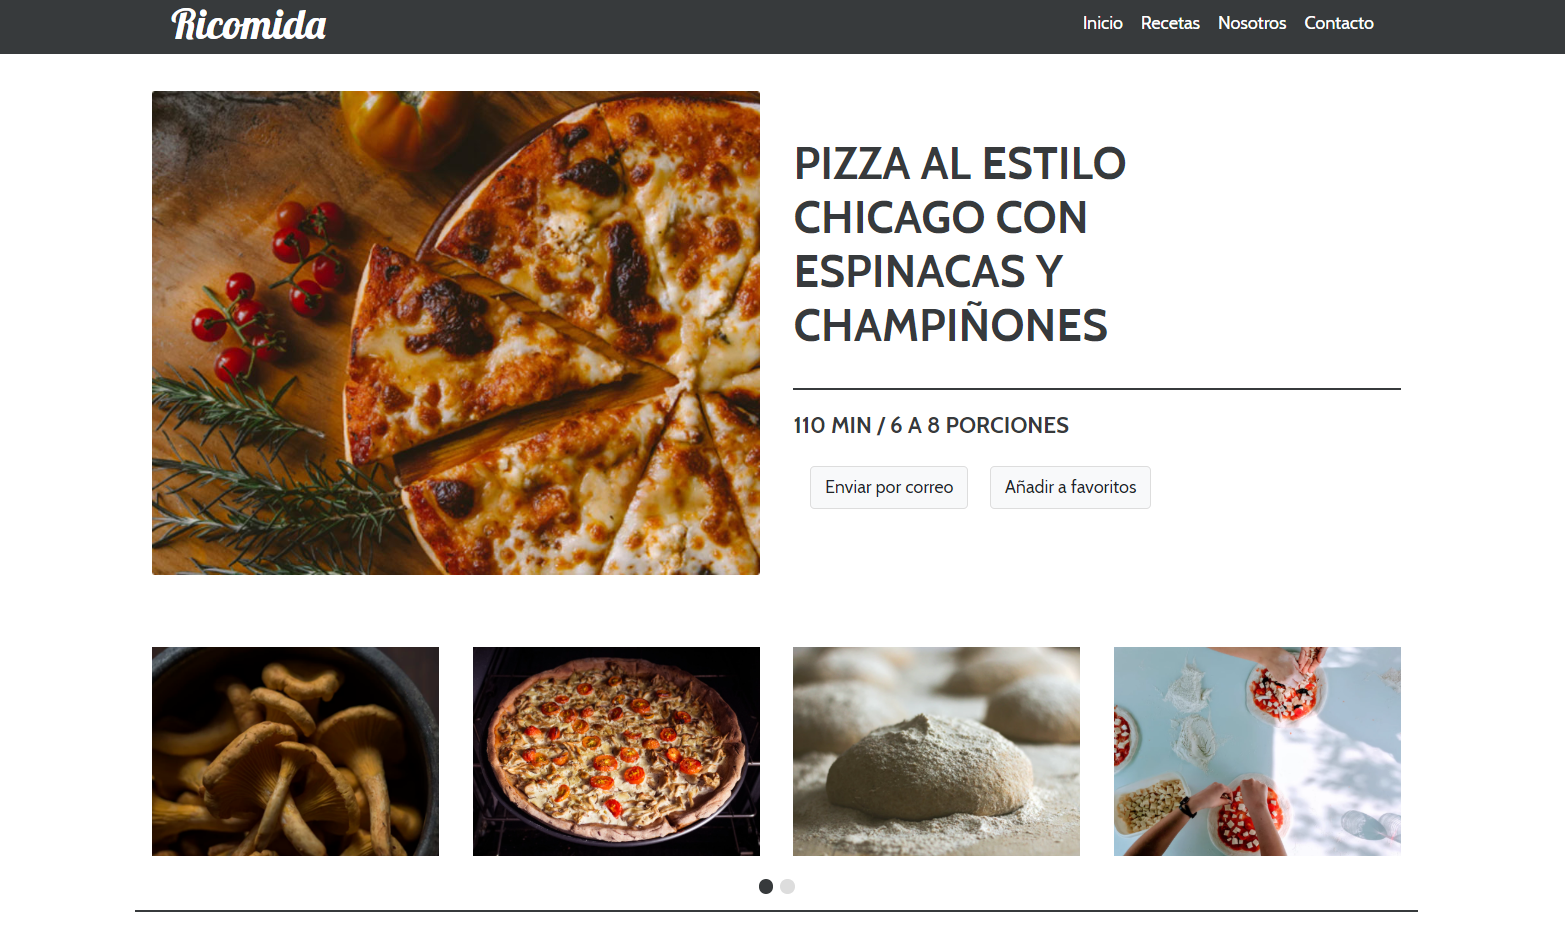 Ricomida
Inicio Recetas Nosotros Contacto
PIZZA AL ESTILO
CHICAGO CON
ESPINACAS Y
CHAMPIÑONES
110 MIN / 6 A 8 PORCIONES
Enviar por correo
Añadir a favoritos